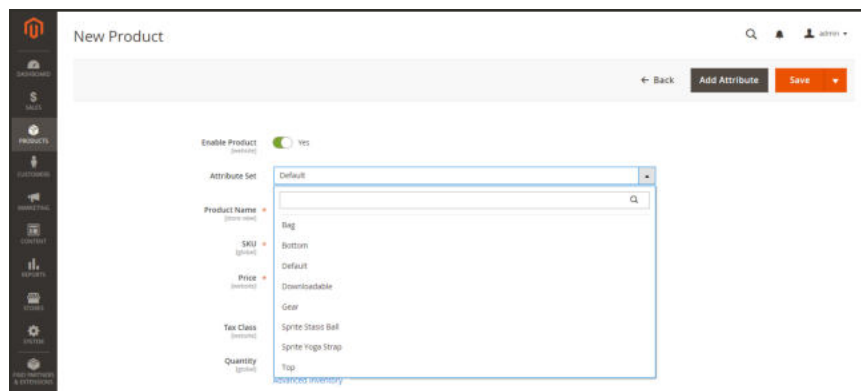 New Product
admin
DASHBOARD
SALES
PRODUCTS
CUSTOMERS
MARKETING
CONTENT
REPORTS
STORES
SYSTEM
FIND PARTNERS
& EXTENSIONS
← Back
Add Attribute
Save
Enable Product
[website]
Yes
Attribute Set
Default
Product Name *
[store view]
SKU *
[global]
Price *
[website]
Tax Class
[website]
Quantity
[global]
Bag
Bottom
Default
Downloadable
Gear
Sprite Stasis Ball
Sprite Yoga Strap
Top
Advanced Inventory